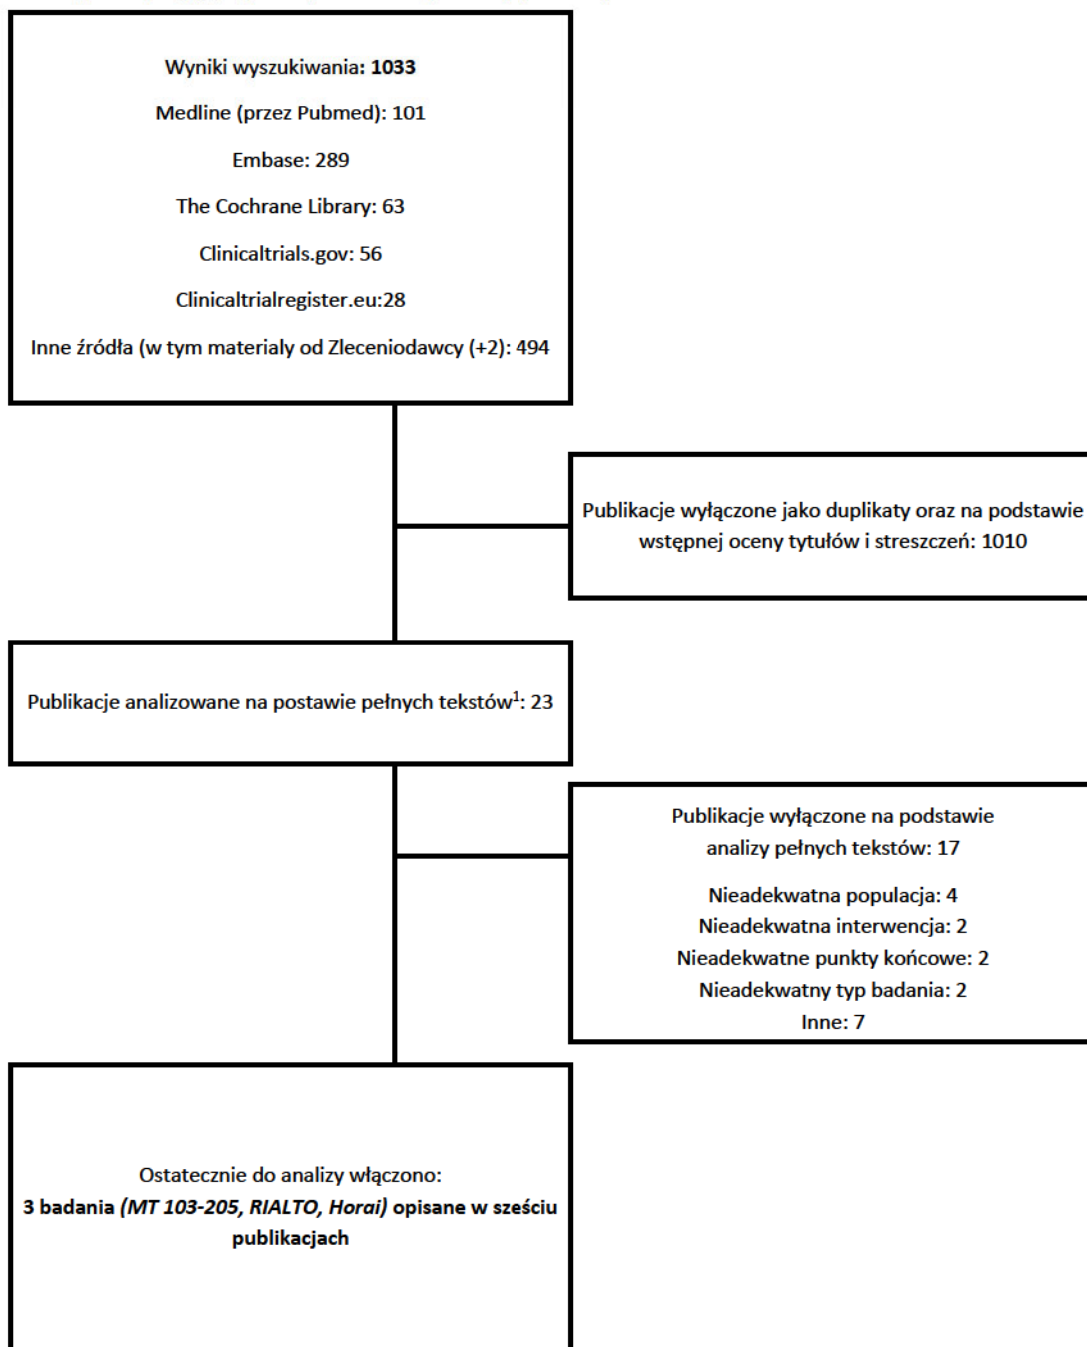 Wyniki wyszukiwania: 1033
Medline (przez Pubmed): 101
Embase: 289
The Cochrane Library: 63
Clinicaltrials.gov: 56
Clinicaltrialregister.eu:28
Inne źródła (w tym materialy od Zleceniodawcy (+2): 494
Publikacje wyłączone jako duplikaty oraz na podstawie
wstępnej oceny tytułów i streszczeń: 1010
Publikacje analizowane na postawie pełnych tekstów¹: 23
Publikacje wyłączone na podstawie
analizy pełnych tekstów: 17
Nieadekwatna populacja: 4
Nieadekwatna interwencja: 2
Nieadekwatne punkty końcowe: 2
Nieadekwatny typ badania: 2
Inne: 7
Ostatecznie do analizy włączono:
3 badania (MT 103-205, RIALTO, Horai) opisane w sześciu
publikacjach